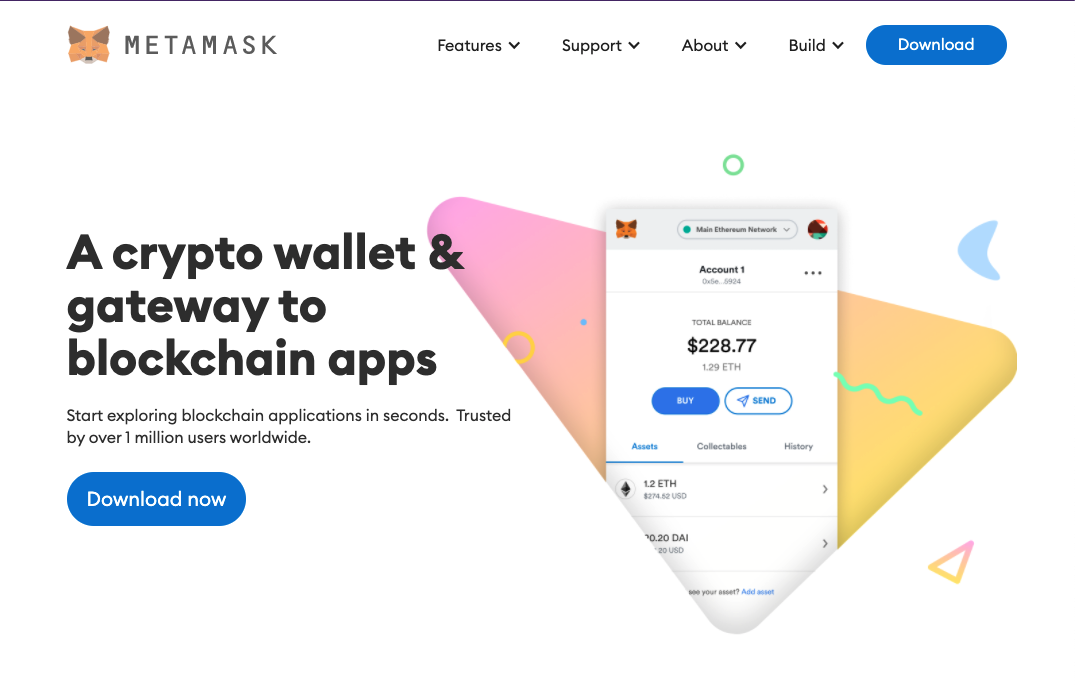 METAMASK
Features
Support
About
Build
Download
A crypto wallet &
gateway to
blockchain apps
Start exploring blockchain applications in seconds. Trusted
by over 1 million users worldwide.
Download now
Main Ethereum Network
Account 1
0x5e...5924
TOTAL BALANCE
$228.77
1.29 ETH
BUY
SEND
Assets
Collectables
History
1.2 ETH
$274.52 USD
0.20 DAI
20 USD
see your asset? Add asset